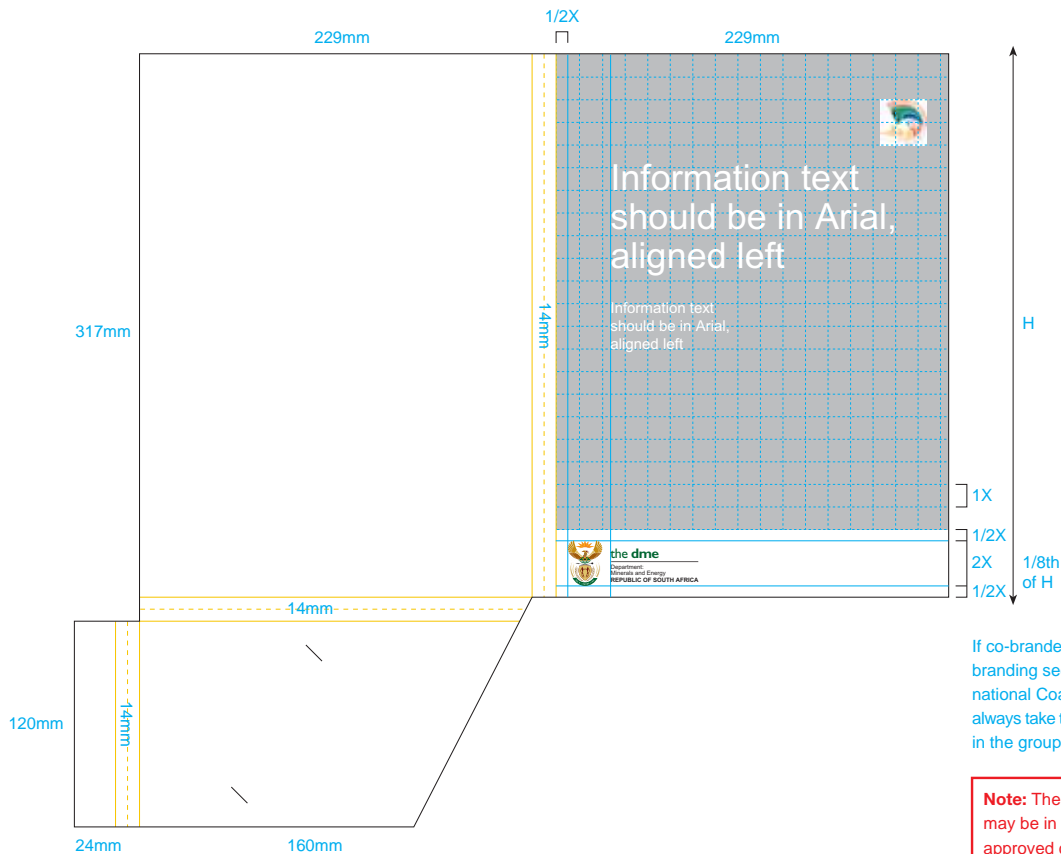 1/2X
229mm
229mm
Information text
should be in Arial,
aligned left
Information text
should be in Arial,
aligned left
14mm
317mm
H
1X
1/2X
2X
1/2X
1/8th
of H
the dme
Department:
Minerals and Energy
REPUBLIC OF SOUTH AFRICA
14mm
14mm
120mm
24mm
160mm
If co-brande
branding se
national Coa
always take t
in the group
Note: The
may be in
approved